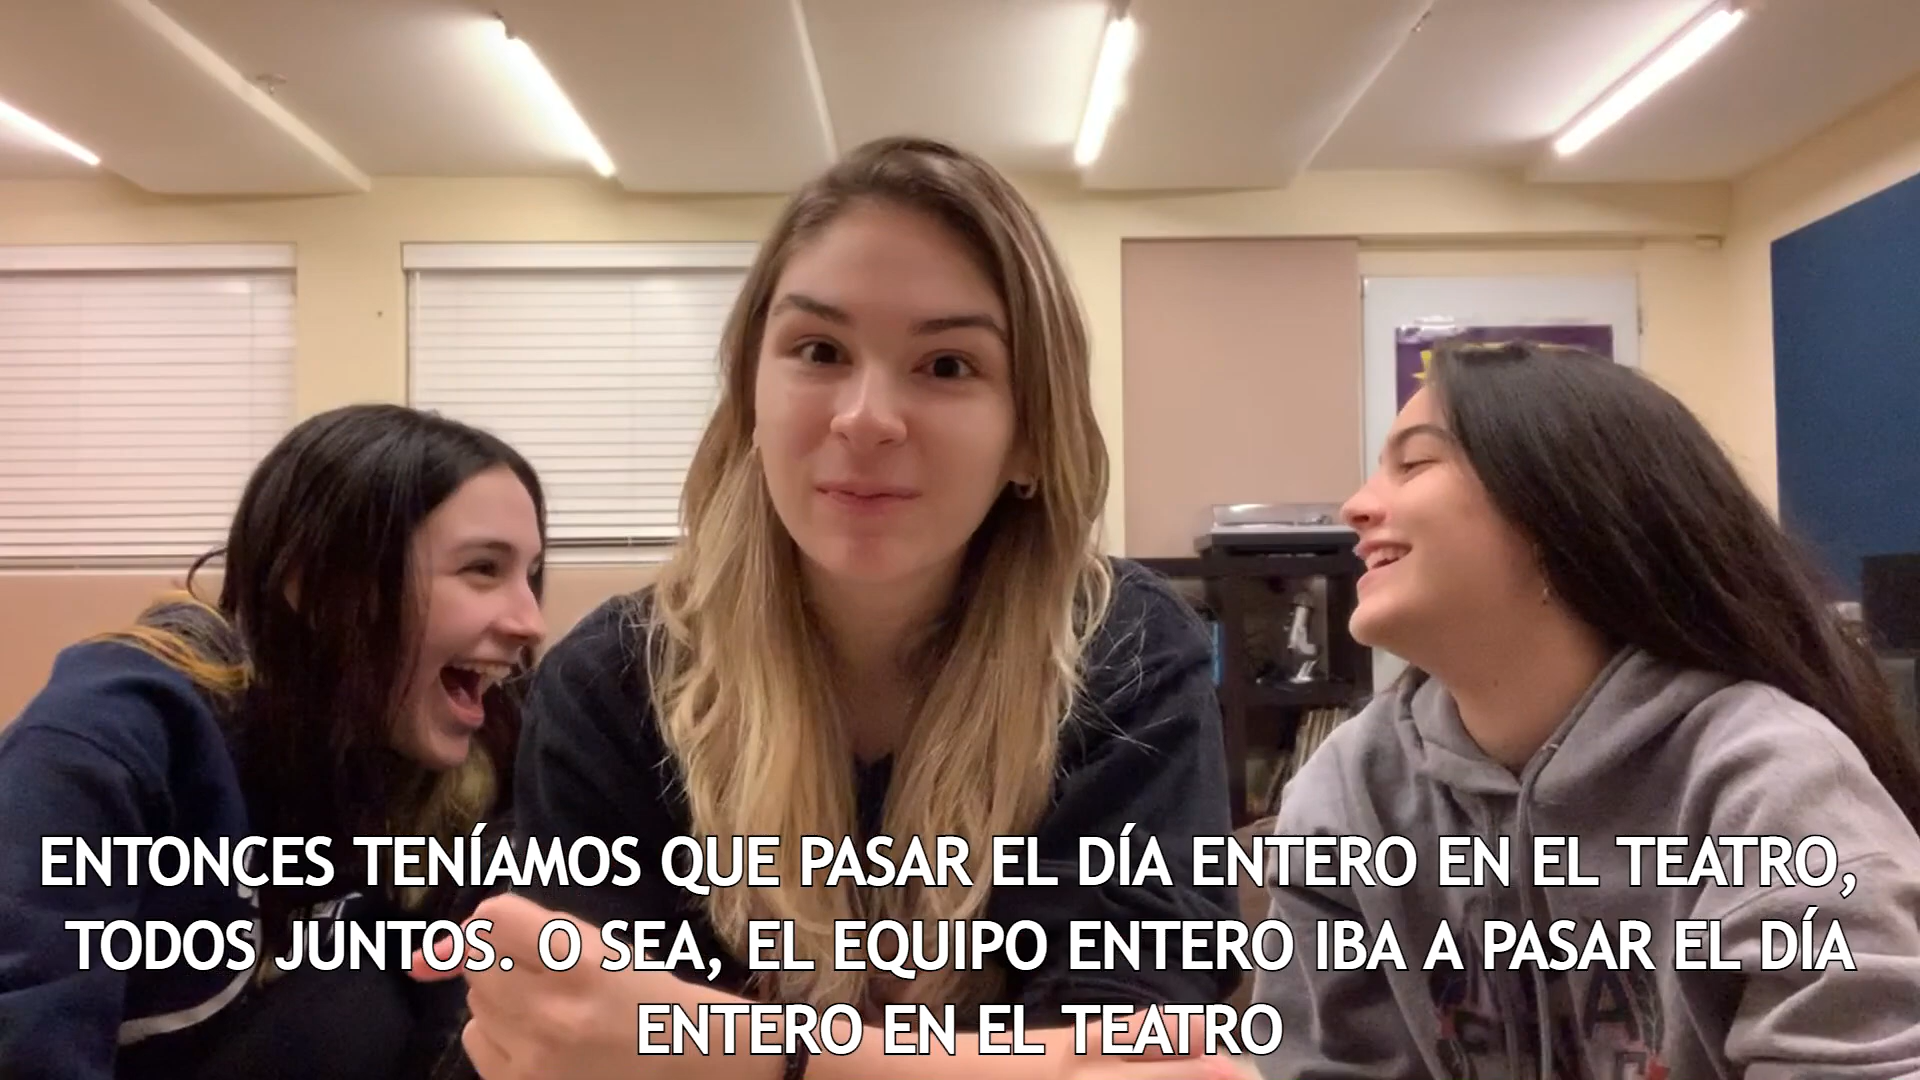 ENTONCES TENÍAMOS QUE PASAR EL DÍA ENTERO EN EL TEATRO,
TODOS JUNTOS. O SEA, EL EQUIPO ENTERO IBA A PASAR EL DÍA
ENTERO EN EL TEATRO